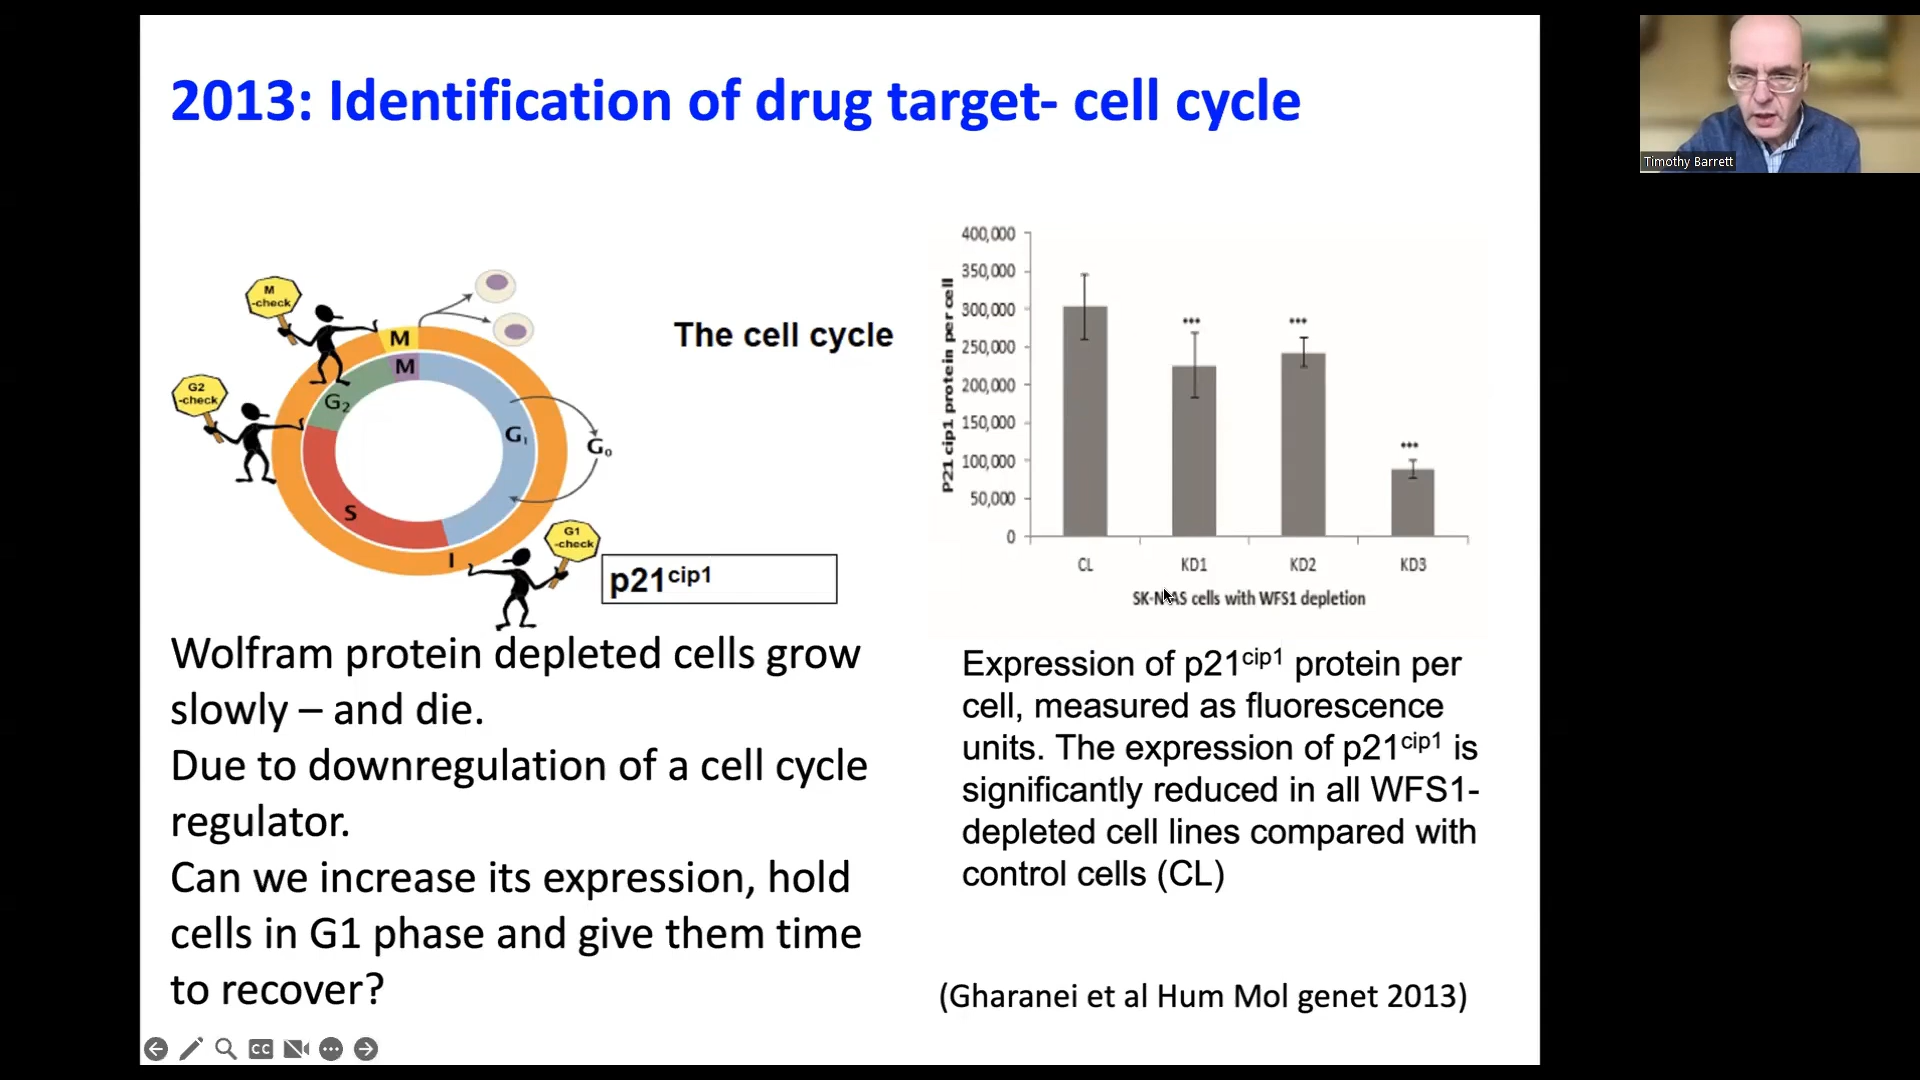 2013: Identification of drug target- cell cycle
Timothy Barrett
M
-check
G2
-check
M
M
G2
G1
G0
S
I
G1
-check
The cell cycle
p21cip1
400,000
350,000
300,000
250,000
200,000
150,000
100,000
50,000
0
P21 cip1 protein per cell
***
***
***
CL
KD1
KD2
KD3
SK-N-AS cells with WFS1 depletion
Wolfram protein depleted cells grow
slowly – and die.
Due to downregulation of a cell cycle
regulator.
Can we increase its expression, hold
cells in G1 phase and give them time
to recover?
Expression of p21cip1 protein per
cell, measured as fluorescence
units. The expression of p21cip1 is
significantly reduced in all WFS1-
depleted cell lines compared with
control cells (CL)
(Gharanei et al Hum Mol genet 2013)
CC